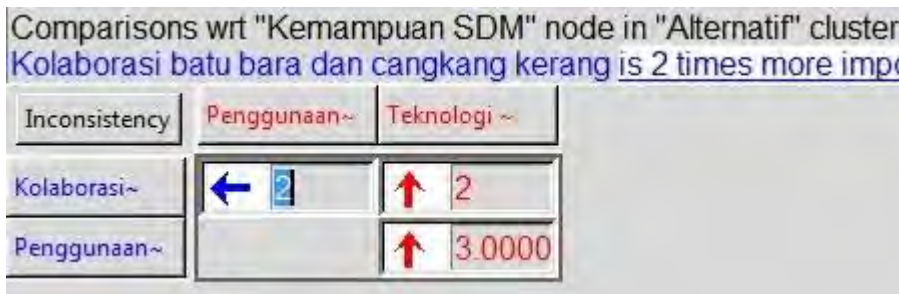 Comparisons wrt "Kemampuan SDM" node in "Alternatif" cluster
Kolaborasi batu bara dan cangkang kerang is 2 times more impo
Inconsistency Penggunaan~ Teknologi ~
Kolaborasi~ 2 2
Penggunaan~ 3.0000